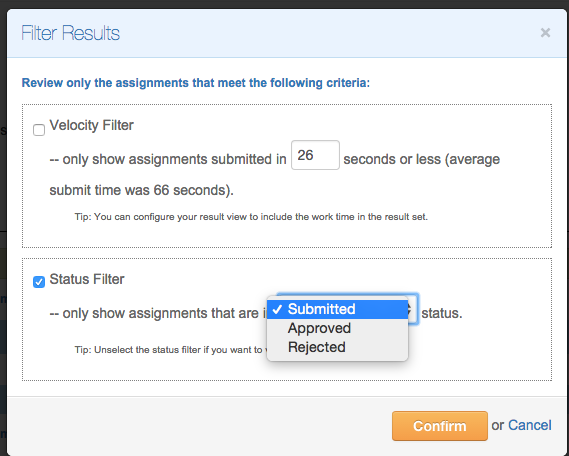 Filter Results ×
Review only the assignments that meet the following criteria:
Velocity Filter
-- only show assignments submitted in 26 seconds or less (average
submit time was 66 seconds).
Tip: You can configure your result view to include the work time in the result set.
Status Filter
-- only show assignments that are i status.
✓ Submitted
Approved
Rejected
Tip: Unselect the status filter if you want to
Confirm or Cancel